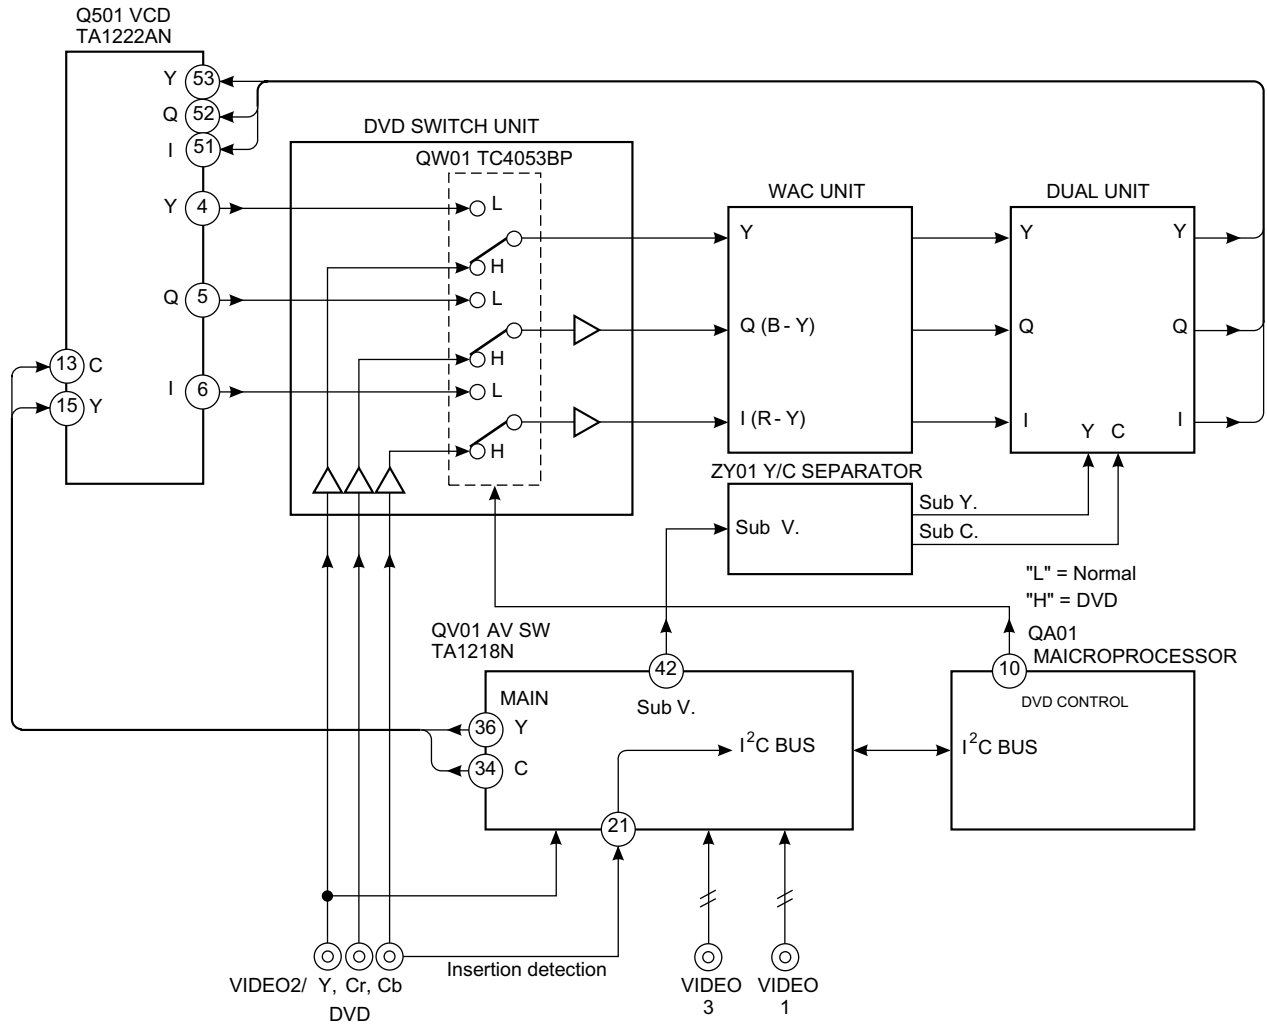 Q501 VCD
TA1222AN
Y 53
Q 52
I 51
Y 4
Q 5
I 6
13 C
15 Y
DVD SWITCH UNIT
QW01 TC4053BP
L
H
L
H
L
H
WAC UNIT
Y
Q (B - Y)
I (R - Y)
DUAL UNIT
Y Y
Q Q
I I
Y C
ZY01 Y/C SEPARATOR
Sub V.
Sub Y.
Sub C.
"L" = Normal
"H" = DVD
QV01 AV SW
TA1218N
42
Sub V.
MAIN
36 Y
34 C
I2C BUS
21
QA01
MAICROPROCESSOR
10
DVD CONTROL
I2C BUS
Insertion detection
VIDEO2/ Y, Cr, Cb
DVD
VIDEO
3
VIDEO
1